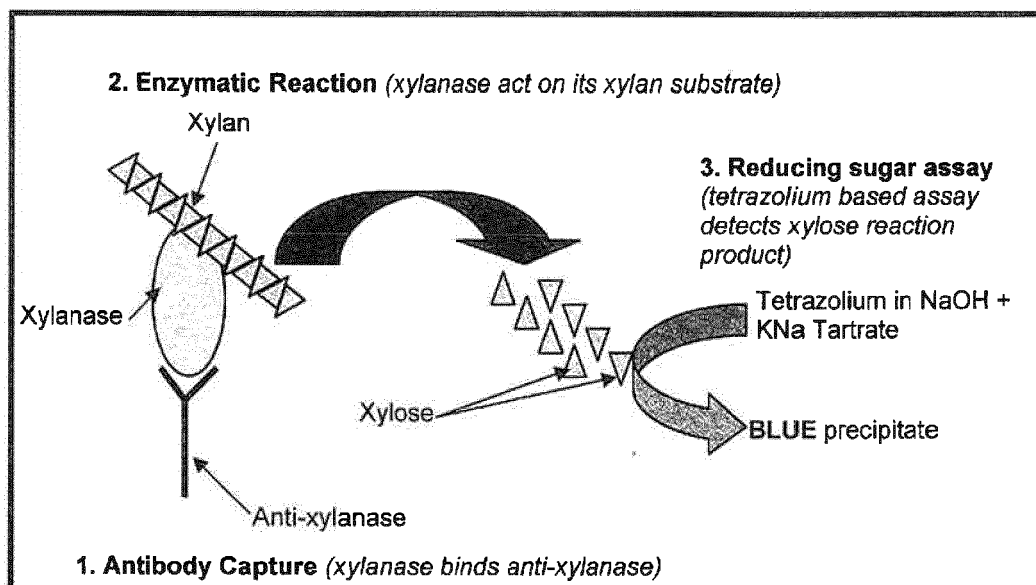 2. Enzymatic Reaction (xylanase act on its xylan substrate)
Xylan
3. Reducing sugar assay
(tetrazolium based assay
detects xylose reaction
product)
Xylanase
Tetrazolium in NaOH +
KNa Tartrate
Xylose
BLUE precipitate
Anti-xylanase
1. Antibody Capture (xylanase binds anti-xylanase)